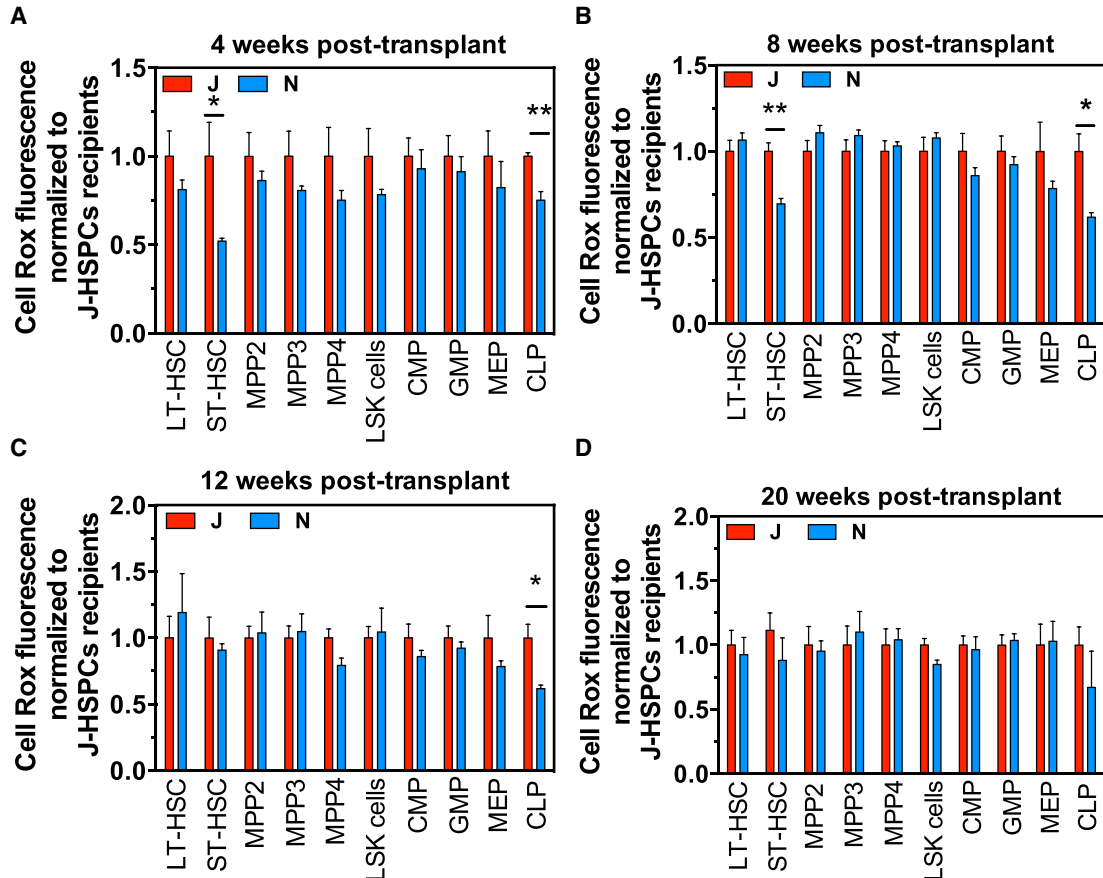 A
4 weeks post-transplant
Cell Rox fluorescence
normalized to
J-HSPCs recipients
1.5
1.0
0.5
0.0
J N
*
**
LT-HSC
ST-HSC
MPP2
MPP3
MPP4
LSK cells
CMP
GMP
MEP
CLP
B
8 weeks post-transplant
Cell Rox fluorescence
normalized to
J-HSPCs recipients
1.5
1.0
0.5
0.0
J N
**
*
LT-HSC
ST-HSC
MPP2
MPP3
MPP4
LSK cells
CMP
GMP
MEP
CLP
C
12 weeks post-transplant
Cell Rox fluorescence
normalized to
J-HSPCs recipients
2.0
1.5
1.0
0.5
0.0
J N
*
LT-HSC
ST-HSC
MPP2
MPP3
MPP4
LSK cells
CMP
GMP
MEP
CLP
D
20 weeks post-transplant
Cell Rox fluorescence
normalized to
J-HSPCs recipients
2.0
1.5
1.0
0.5
0.0
J N
LT-HSC
ST-HSC
MPP2
MPP3
MPP4
LSK cells
CMP
GMP
MEP
CLP